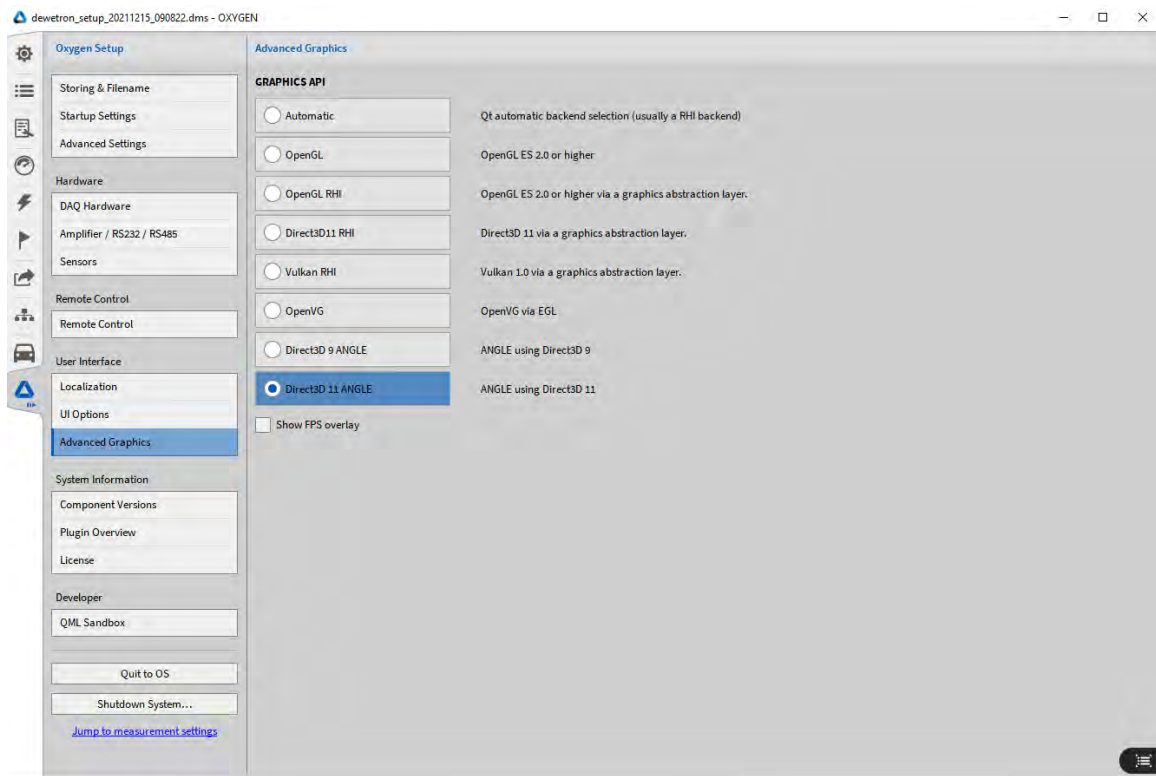 dewetron_setup_20211215_090822.dms - OXYGEN
Oxygen Setup
Storing & Filename
Startup Settings
Advanced Settings
Hardware
DAQ Hardware
Amplifier / RS232 / RS485
Sensors
Remote Control
Remote Control
User Interface
Localization
UI Options
Advanced Graphics
System Information
Component Versions
Plugin Overview
License
Developer
QML Sandbox
Quit to OS
Shutdown System...
Jump to measurement settings
Advanced Graphics
GRAPHICS API
Automatic Qt automatic backend selection (usually a RHI backend)
OpenGL OpenGL ES 2.0 or higher
OpenGL RHI OpenGL ES 2.0 or higher via a graphics abstraction layer.
Direct3D11 RHI Direct3D 11 via a graphics abstraction layer.
Vulkan RHI Vulkan 1.0 via a graphics abstraction layer.
OpenVG OpenVG via EGL
Direct3D 9 ANGLE ANGLE using Direct3D 9
Direct3D 11 ANGLE ANGLE using Direct3D 11
Show FPS overlay